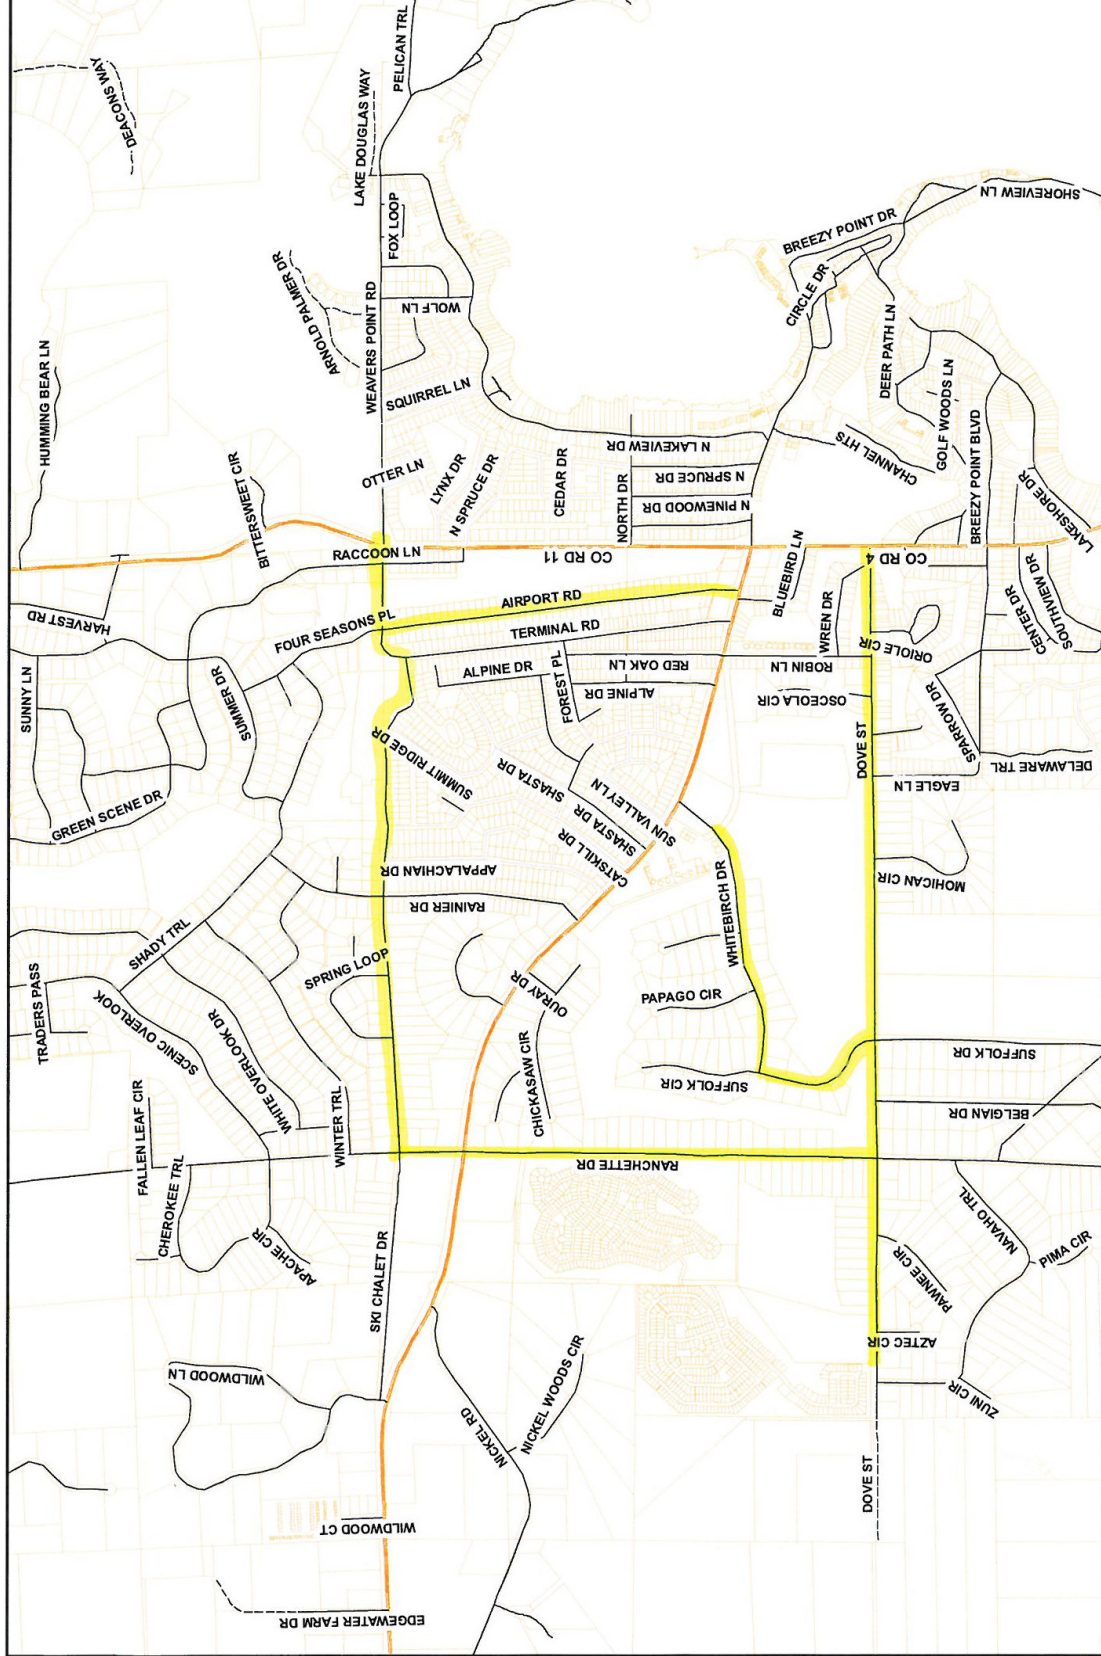 DEACONS WAY
PELICAN TRL
LAKE DOUGLAS WAY
FOX LOOP
WEAVERS POINT RD
WOLF LN
ARNOLD PALMER DR
SQUIRREL LN
HUMMING BEAR LN
BITTERSWEET CIR
OTTER LN
LYNX DR
N SPRUCE DR
CEDAR DR
NORTH DR
N LAKEVIEW DR
N SPRUCE DR
N PINEWOOD DR
BREEZY POINT DR
SHOREVIEW LN
CIRCLE DR
DEER PATH LN
GOLF WOODS LN
CHANNEL HTS
BREEZY POINT BLVD
LAKESHORE DR
RACCOON LN
CO RD 11
CO RD 4
BLUEBIRD LN
WREN DR
CENTER DR
SOUTHVIEW DR
HARVEST RD
FOUR SEASONS PL
AIRPORT RD
TERMINAL RD
SUNNY LN
SUMMER DR
ALPINE DR
FOREST PL
RED OAK LN
ALPINE DR
ROBIN LN
ORIOLE CIR
OSCEOLA CIR
SPARROW DR
DELAWARE TRL
EAGLE LN
DOVE ST
SUMMIT RIDGE DR
SHASTA DR
SHASTA DR
SUN VALLEY LN
CATSKILL DR
GREEN SCENE DR
APPALACHIAN DR
RAINIER DR
MOHICAN CIR
WHITEBIRCH DR
SHADY TRL
SPRING LOOP
TRADERS PASS
SCENIC OVERLOOK
WHITE OVERLOOK DR
OURAY DR
PAPAGO CIR
CHICKASAW CIR
SUFFOLK CIR
SUFFOLK DR
BELGIAN DR
FALLEN LEAF CIR
WINTER TRL
CHEROKEE TRL
RANCHETTE DR
APACHE CIR
NAVAHO TRL
PIMA CIR
PAWNEE CIR
SKI CHALET DR
AZTEC CIR
ZUNI CIR
WILDWOOD LN
NICKEL RD
NICKEL WOODS CIR
DOVE ST
WILDWOOD CT
EDGEWATER FARM DR